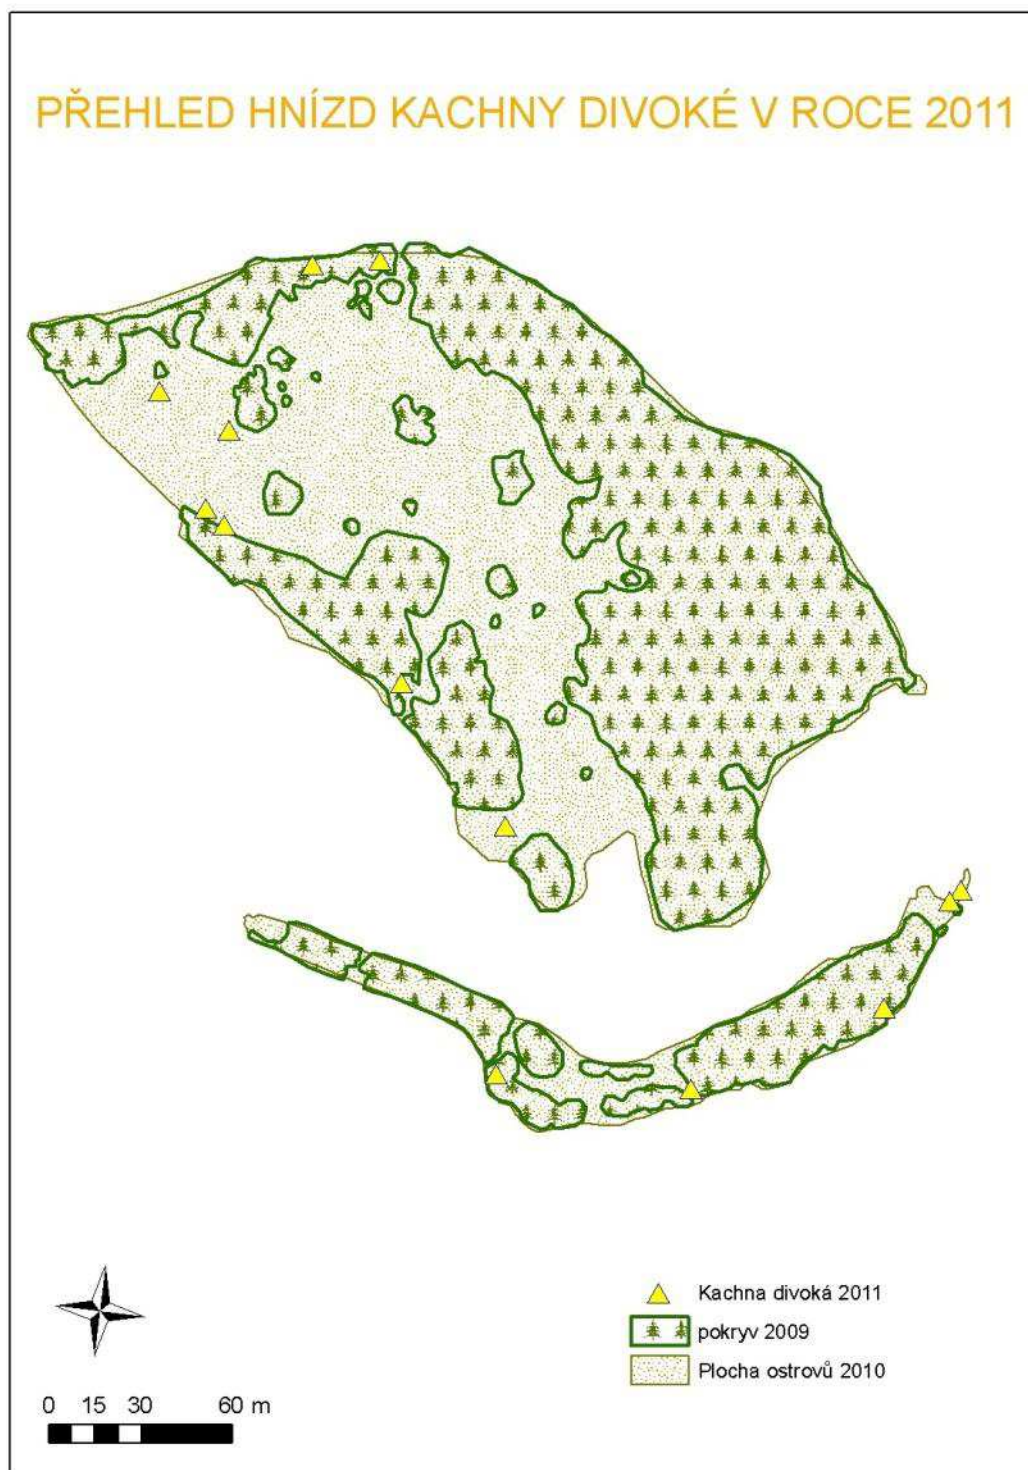 PŘEHLED HNÍZD KACHNY DIVOKÉ V ROCE 2011
Kachna divoká 2011
pokryv 2009
Plocha ostrovů 2010
0 15 30 60 m